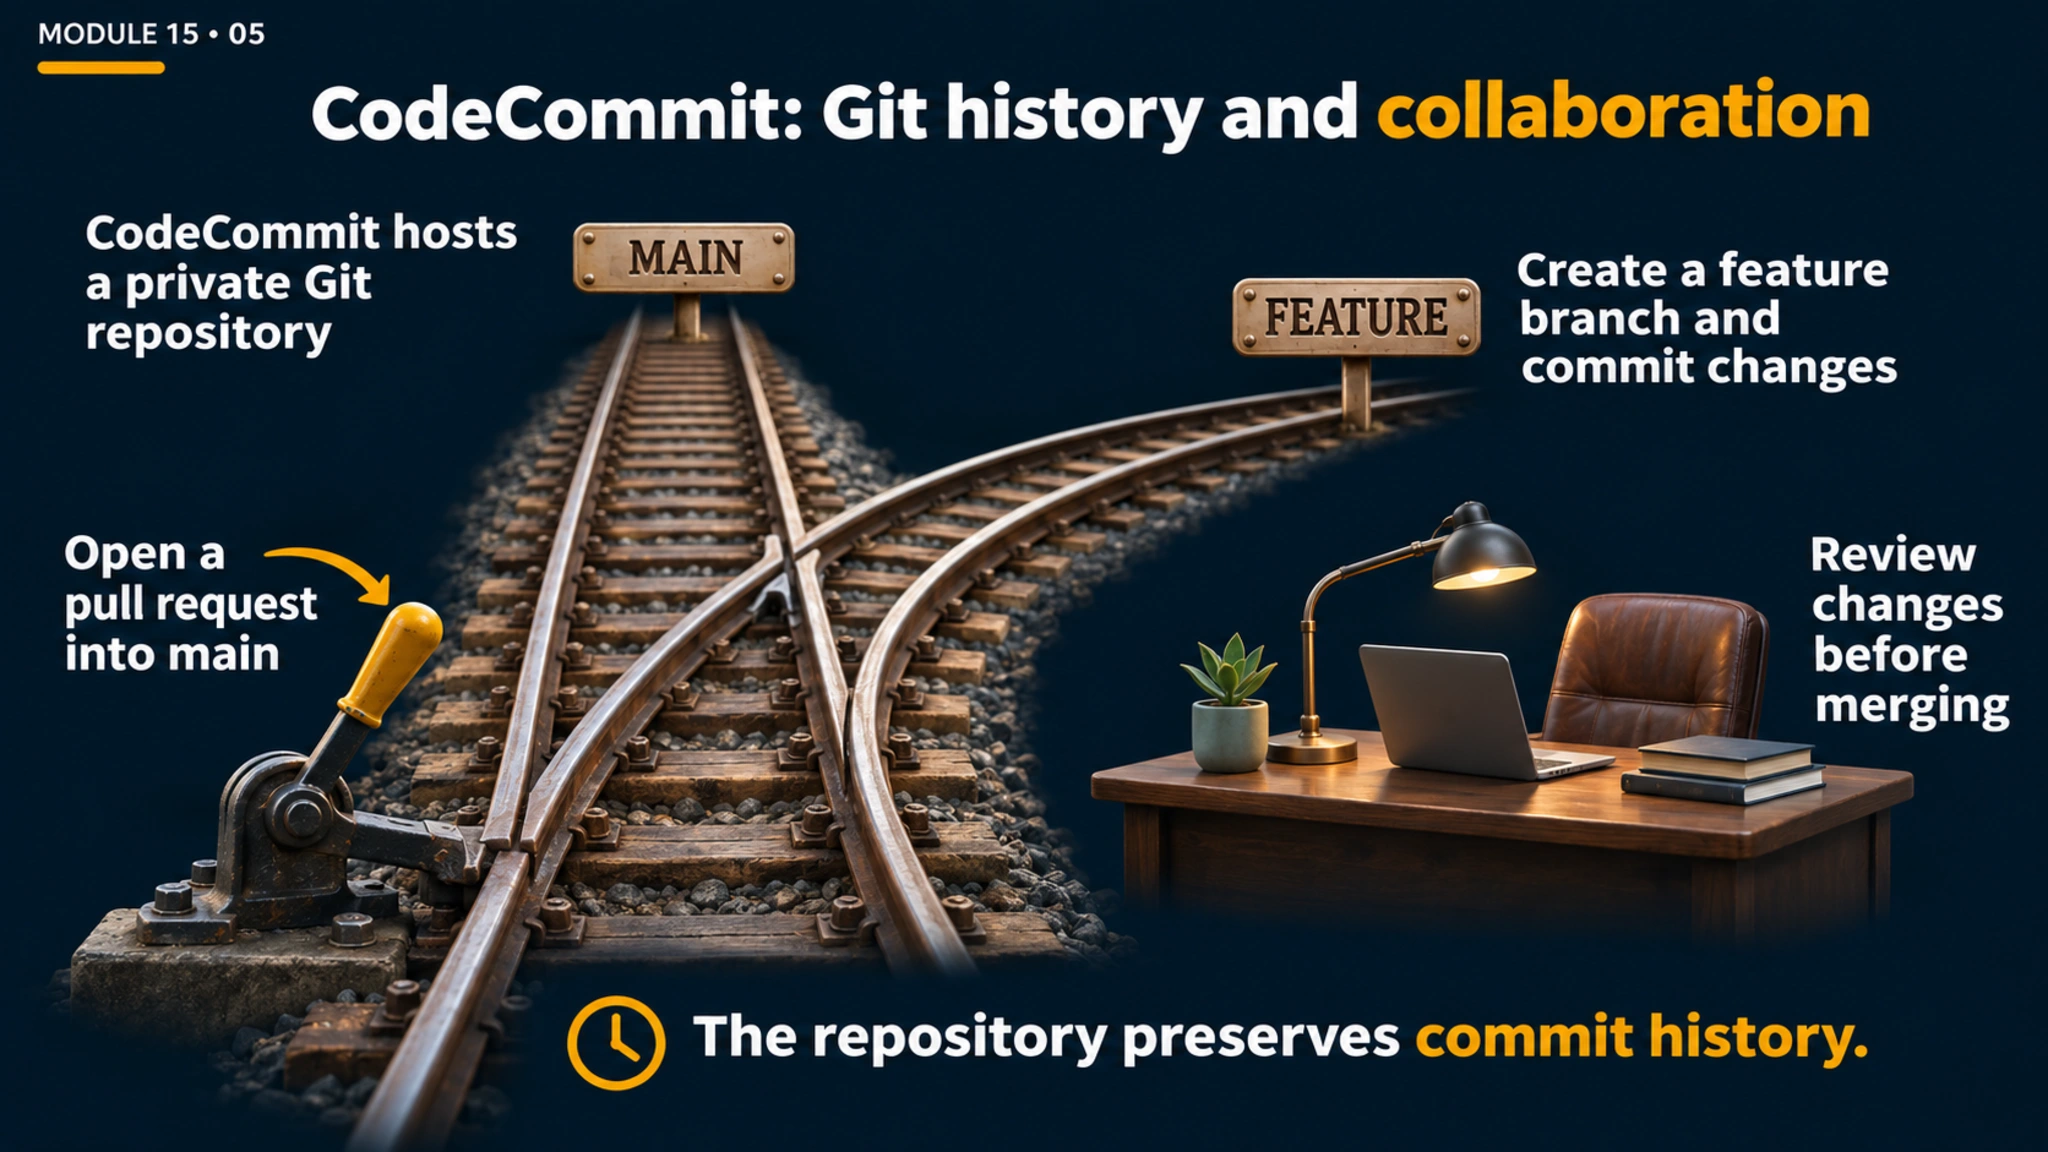 MODULE 15 • 05
CodeCommit: Git history and collaboration
CodeCommit hosts
a private Git
repository
MAIN
FEATURE
Create a feature
branch and
commit changes
Open a
pull request
into main
Review
changes
before
merging
The repository preserves commit history.